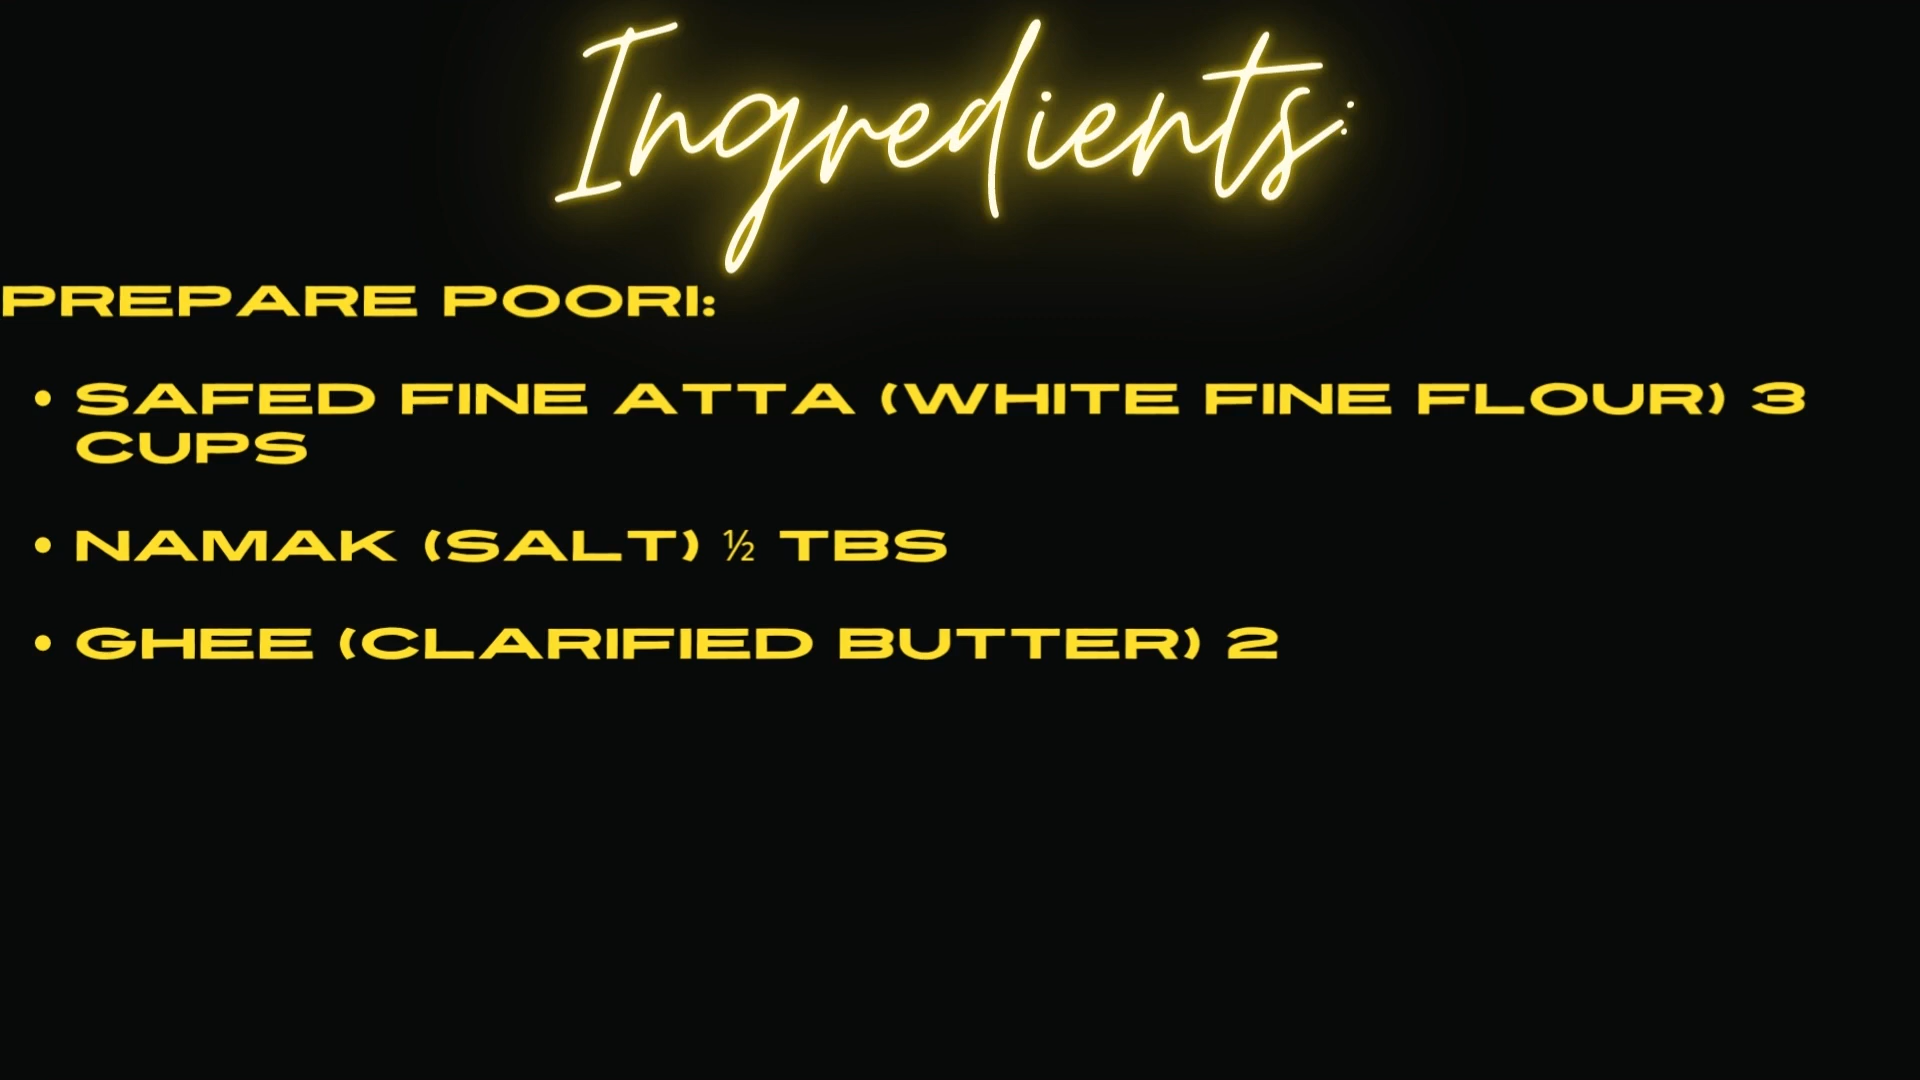 Ingredients:
PREPARE POORI:
• SAFED FINE ATTA (WHITE FINE FLOUR) 3
CUPS
• NAMAK (SALT) ½ TBS
• GHEE (CLARIFIED BUTTER) 2